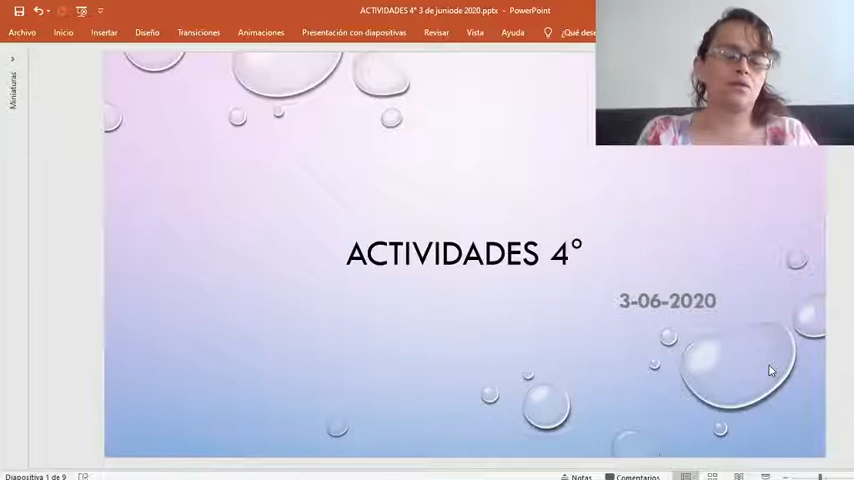 ACTIVIDADES 4° 3 de juniode 2020.pptx - PowerPoint
Archivo Inicio Insertar Diseño Transiciones Animaciones Presentación con diapositivas Revisar Vista Ayuda ¿Qué dese
Miniaturas
ACTIVIDADES 4°
3-06-2020
Diapositiva 1 de 9 Notas Comentarios